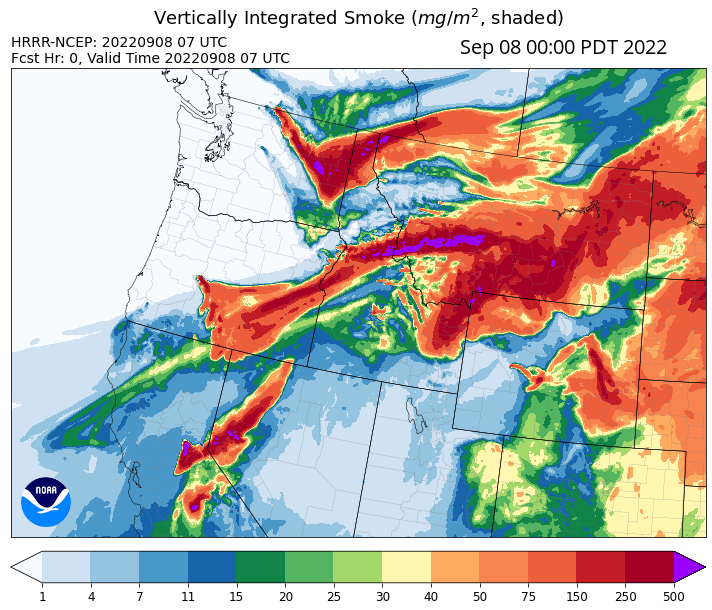 Vertically Integrated Smoke (mg/m², shaded)
HRRR-NCEP: 20220908 07 UTC
Fcst Hr: 0, Valid Time 20220908 07 UTC
Sep 08 00:00 PDT 2022
NOAA
1 4 7 11 15 20 25 30 40 50 75 150 250 500